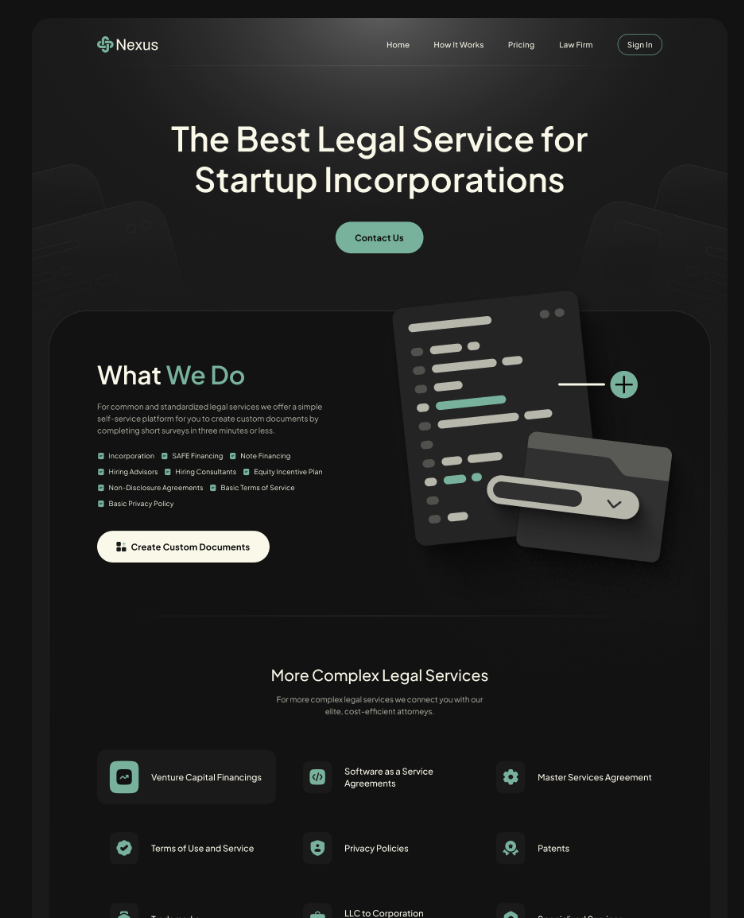 Nexus
Home
How It Works
Pricing
Law Firm
Sign In
The Best Legal Service for
Startup Incorporations
Contact Us
What We Do
For common and standardized legal services we offer a simple
self-service platform for you to create custom documents by
completing short surveys in three minutes or less.
Incorporation
SAFE Financing
Note Financing
Hiring Advisors
Hiring Consultants
Equity Incentive Plan
Non-Disclosure Agreements
Basic Terms of Service
Basic Privacy Policy
Create Custom Documents
More Complex Legal Services
For more complex legal services we connect you with our
elite, cost-efficient attorneys.
Venture Capital Financings
Software as a Service
Agreements
Master Services Agreement
Terms of Use and Service
Privacy Policies
Patents
LLC to Corporation